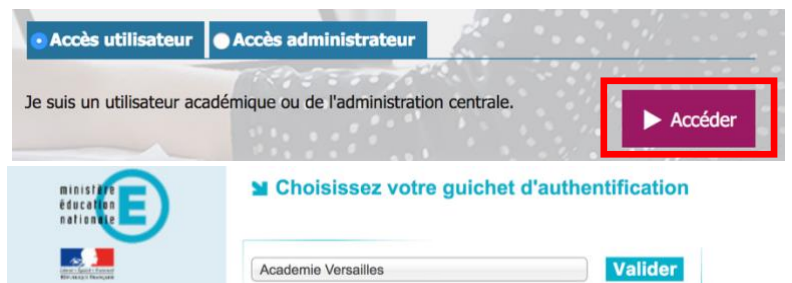 Accès utilisateur
Accès administrateur
Je suis un utilisateur académique ou de l'administration centrale.
Accéder
ministère
éducation
nationale
E
Choisissez votre guichet d'authentification
Academie Versailles
Valider